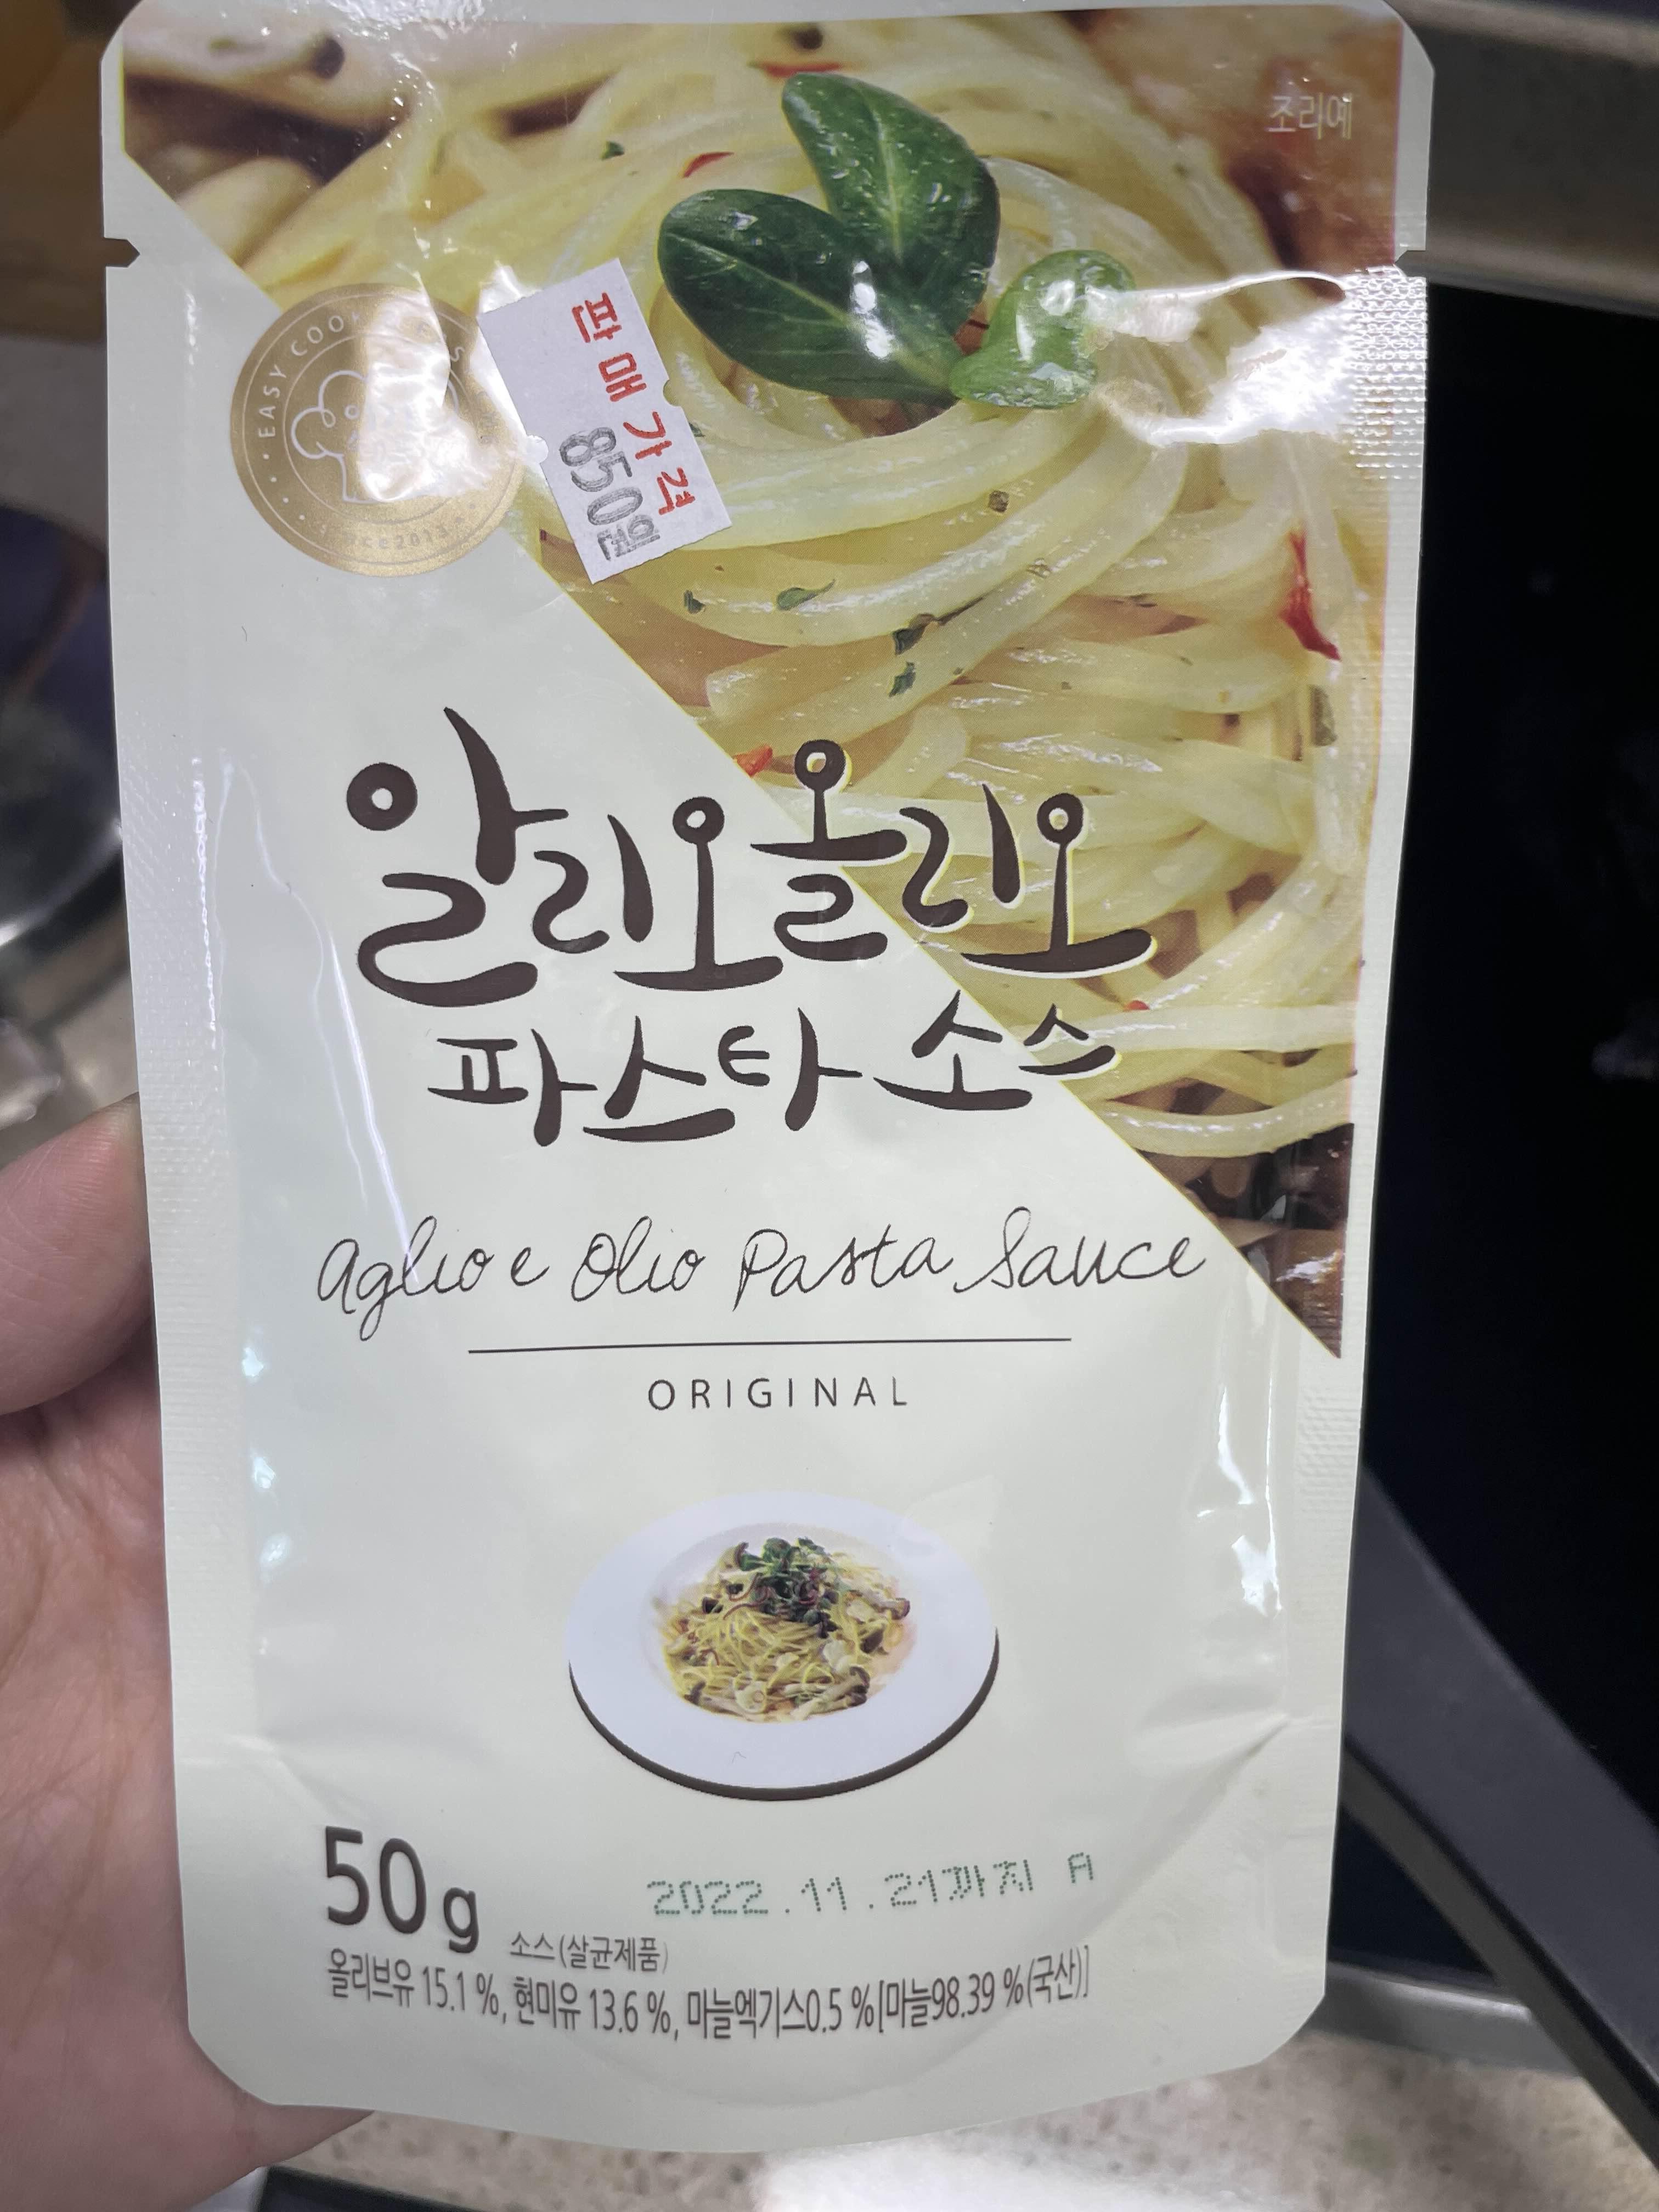 조리예
EASY COOK
since2013
판매가격
850원
알리오올리오
파스타 소스
Aglio e Olio Pasta Sauce
ORIGINAL
50g
2022.11.21까지 A
소스(살균제품)
올리브유 15.1 %, 현미유 13.6 %, 마늘엑기스0.5 %[마늘98.39 %(국산)]